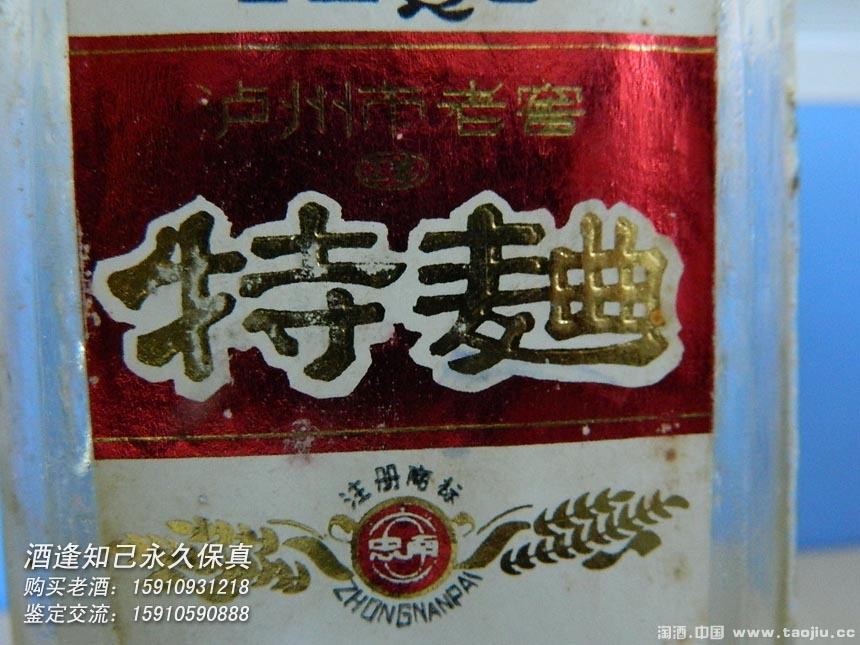 泸州市老窖
特麯
注册商标
忠南
ZHONGNANPAI
酒逢知己永久保真
购买老酒：15910931218
鉴定交流：15910590888
淘酒.中国 www.taojiu.cc